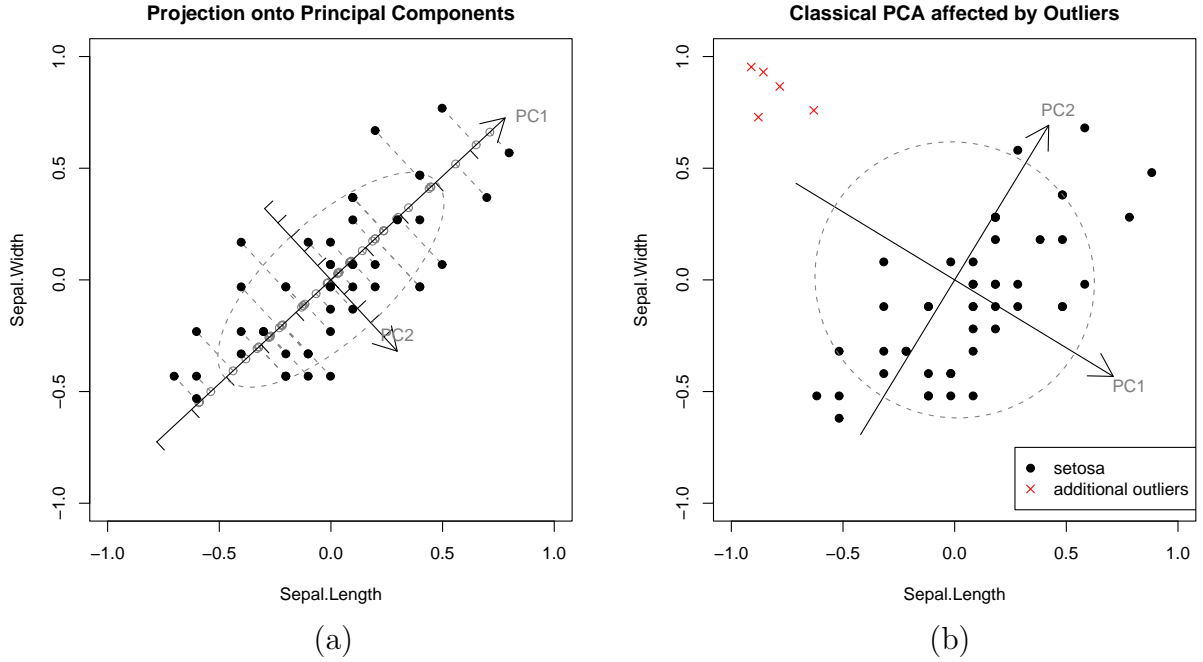 Projection onto Principal Components
Sepal.Width
1.0
0.5
0.0
−0.5
−1.0
PC1
PC2
−1.0 −0.5 0.0 0.5 1.0
Sepal.Length
(a)
Classical PCA affected by Outliers
Sepal.Width
1.0
0.5
0.0
−0.5
−1.0
PC2
PC1
setosa
additional outliers
−1.0 −0.5 0.0 0.5 1.0
Sepal.Length
(b)